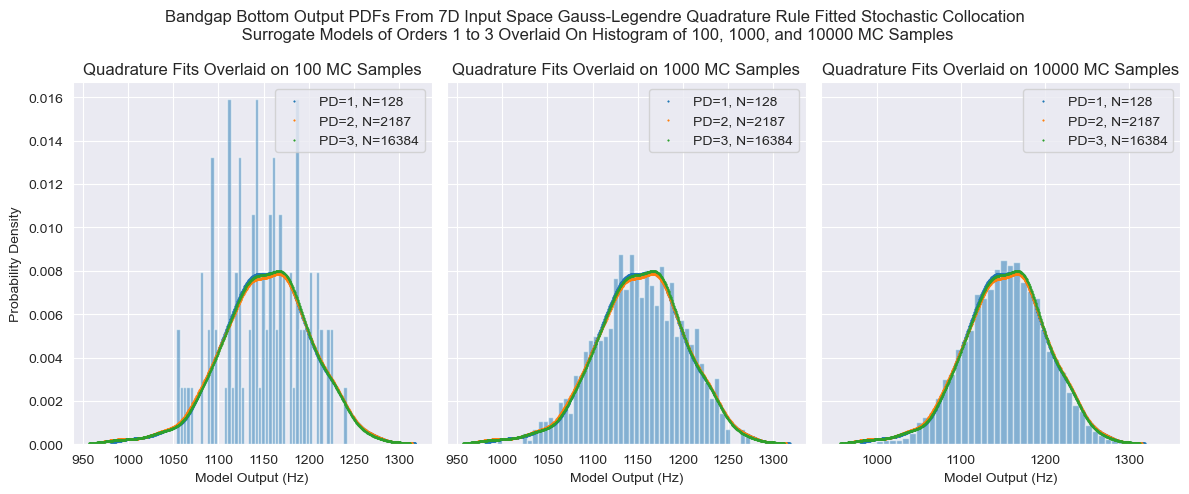 Bandgap Bottom Output PDFs From 7D Input Space Gauss-Legendre Quadrature Rule Fitted Stochastic Collocation
Surrogate Models of Orders 1 to 3 Overlaid On Histogram of 100, 1000, and 10000 MC Samples
Quadrature Fits Overlaid on 100 MC Samples
Probability Density
0.016
0.014
0.012
0.010
0.008
0.006
0.004
0.002
0.000
PD=1, N=128
PD=2, N=2187
PD=3, N=16384
950 1000 1050 1100 1150 1200 1250 1300
Model Output (Hz)
Quadrature Fits Overlaid on 1000 MC Samples
PD=1, N=128
PD=2, N=2187
PD=3, N=16384
950 1000 1050 1100 1150 1200 1250 1300
Model Output (Hz)
Quadrature Fits Overlaid on 10000 MC Samples
PD=1, N=128
PD=2, N=2187
PD=3, N=16384
1000 1100 1200 1300
Model Output (Hz)